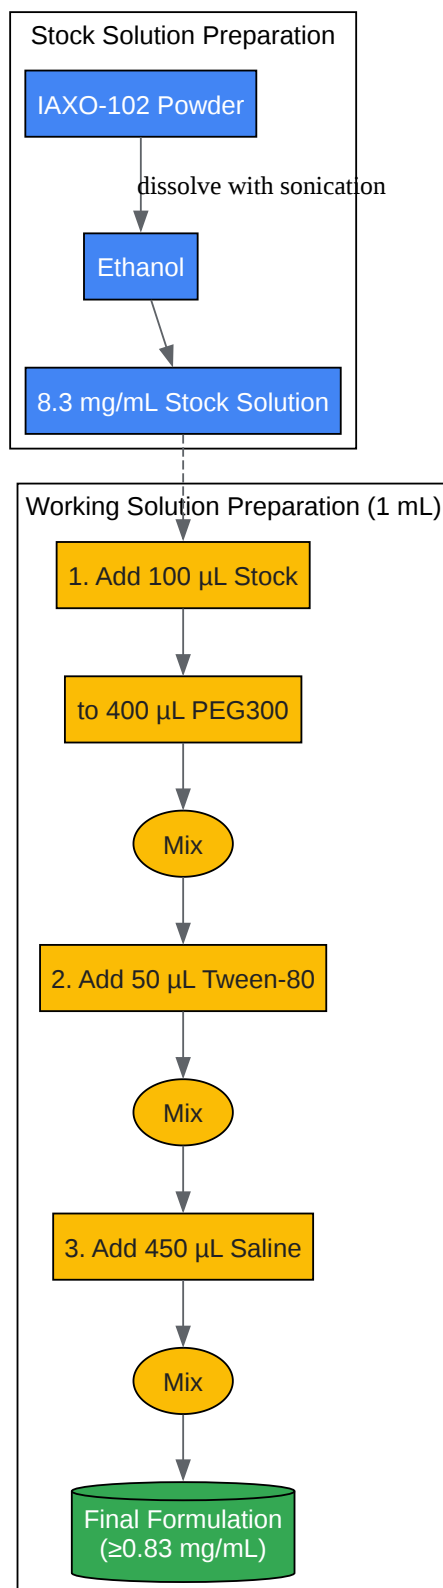 Stock Solution Preparation
IAXO-102 Powder
dissolve with sonication
Ethanol
8.3 mg/mL Stock Solution
Working Solution Preparation (1 mL)
1. Add 100 µL Stock
to 400 µL PEG300
Mix
2. Add 50 µL Tween-80
Mix
3. Add 450 µL Saline
Mix
Final Formulation
(≥0.83 mg/mL)